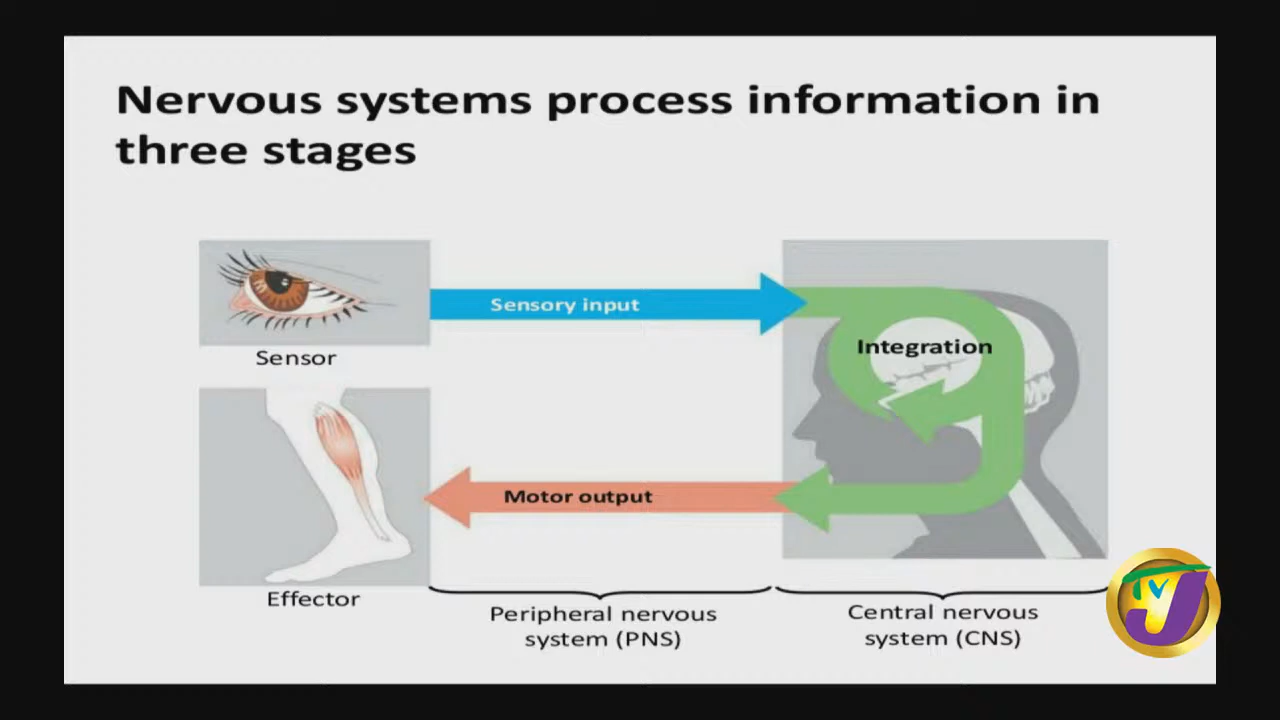 Nervous systems process information in
three stages
Sensory input
Sensor
Integration
Motor output
Effector
Peripheral nervous
system (PNS)
Central nervous
system (CNS)
TVJ